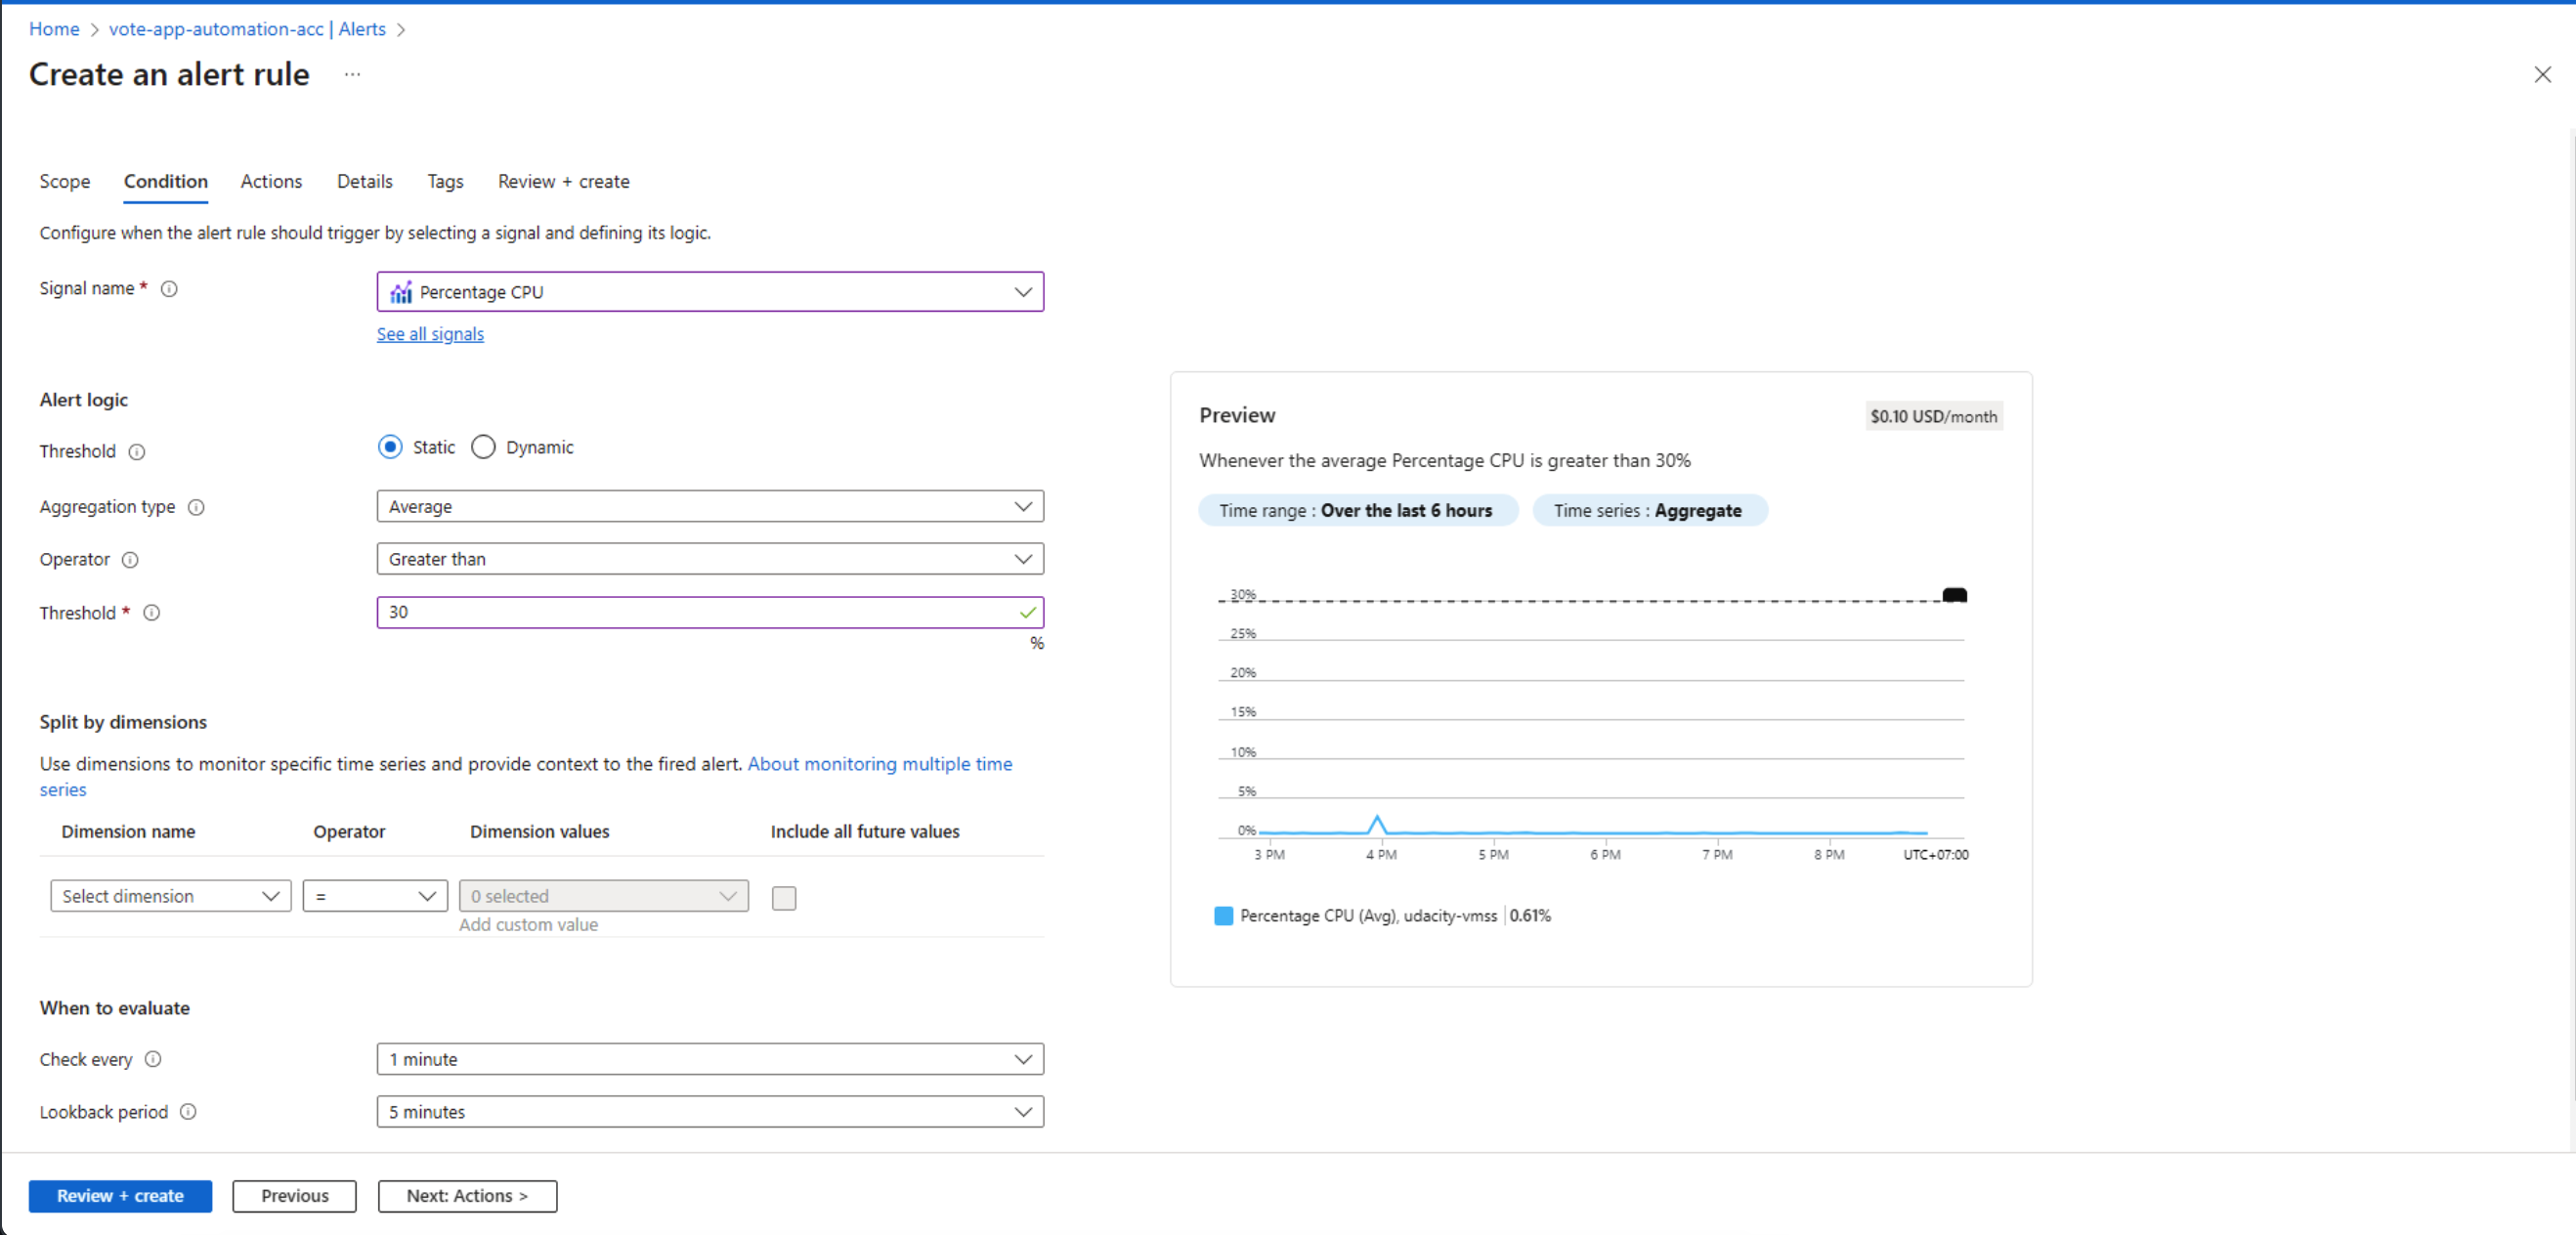 Home > vote-app-automation-acc | Alerts >
Create an alert rule ...
Scope Condition Actions Details Tags Review + create
Configure when the alert rule should trigger by selecting a signal and defining its logic.
Signal name *
Percentage CPU
See all signals
Alert logic
Threshold
Static Dynamic
Aggregation type
Average
Operator
Greater than
Threshold *
30
%
Split by dimensions
Use dimensions to monitor specific time series and provide context to the fired alert. About monitoring multiple time
series
Dimension name Operator Dimension values Include all future values
Select dimension = 0 selected
Add custom value
When to evaluate
Check every
1 minute
Lookback period
5 minutes
Preview
$0.10 USD/month
Whenever the average Percentage CPU is greater than 30%
Time range : Over the last 6 hours Time series : Aggregate
30%
25%
20%
15%
10%
5%
0%
3 PM 4 PM 5 PM 6 PM 7 PM 8 PM UTC+07:00
Percentage CPU (Avg), udacity-vmss | 0.61%
Review + create Previous Next: Actions >